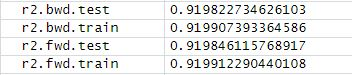 r2.bwd.test 0.919822734626103
r2.bwd.train 0.919907393364586
r2.fwd.test 0.919846115768917
r2.fwd.train 0.919912290440108